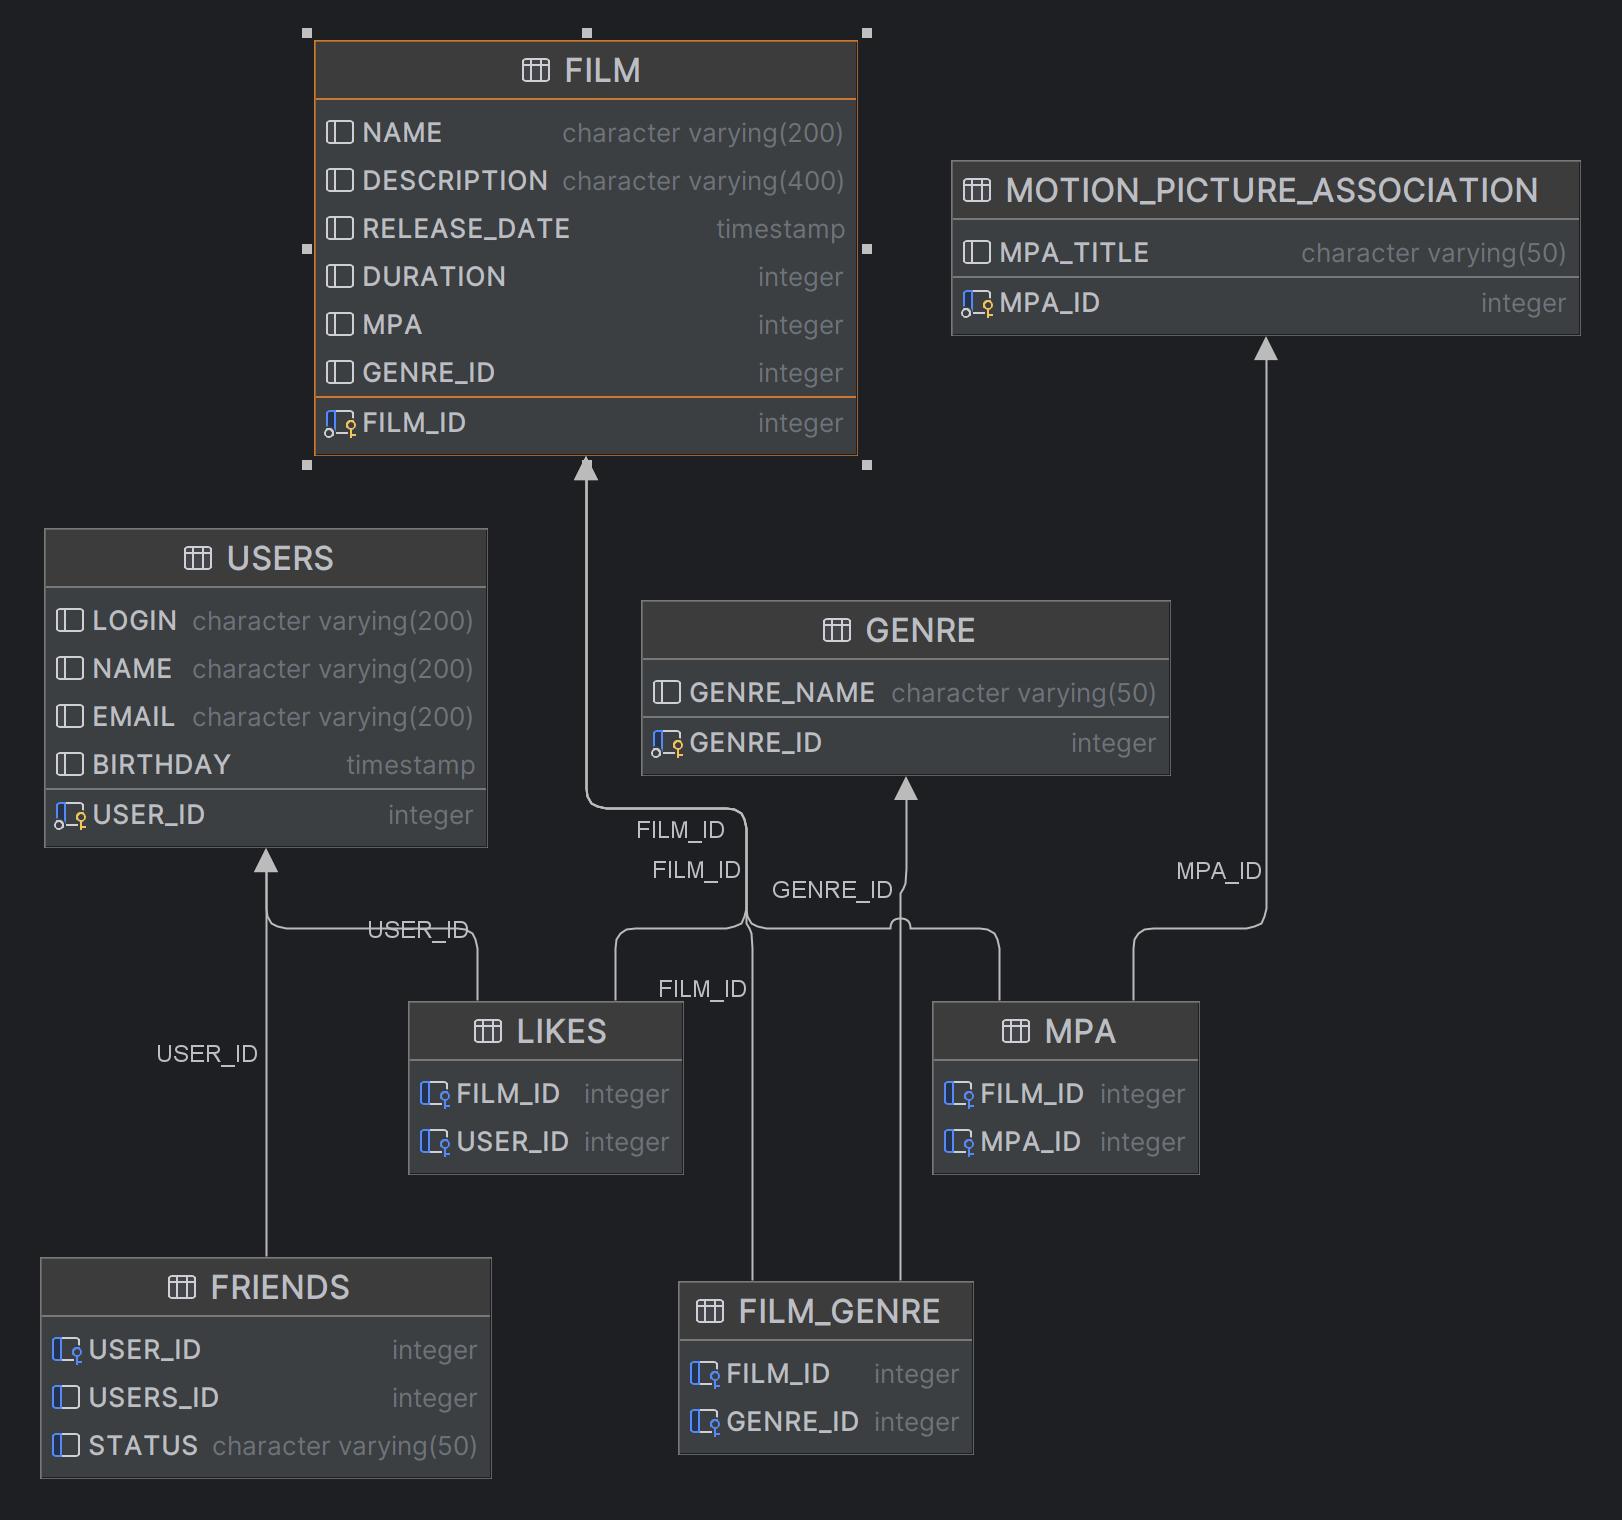 FILM
NAME character varying(200)
DESCRIPTION character varying(400)
RELEASE_DATE timestamp
DURATION integer
MPA integer
GENRE_ID integer
FILM_ID integer
MOTION_PICTURE_ASSOCIATION
MPA_TITLE character varying(50)
MPA_ID integer
USERS
LOGIN character varying(200)
NAME character varying(200)
EMAIL character varying(200)
BIRTHDAY timestamp
USER_ID integer
GENRE
GENRE_NAME character varying(50)
GENRE_ID integer
FILM_ID
FILM_ID
GENRE_ID
MPA_ID
USER_ID
FILM_ID
USER_ID
LIKES
FILM_ID integer
USER_ID integer
MPA
FILM_ID integer
MPA_ID integer
FRIENDS
USER_ID integer
USERS_ID integer
STATUS character varying(50)
FILM_GENRE
FILM_ID integer
GENRE_ID integer